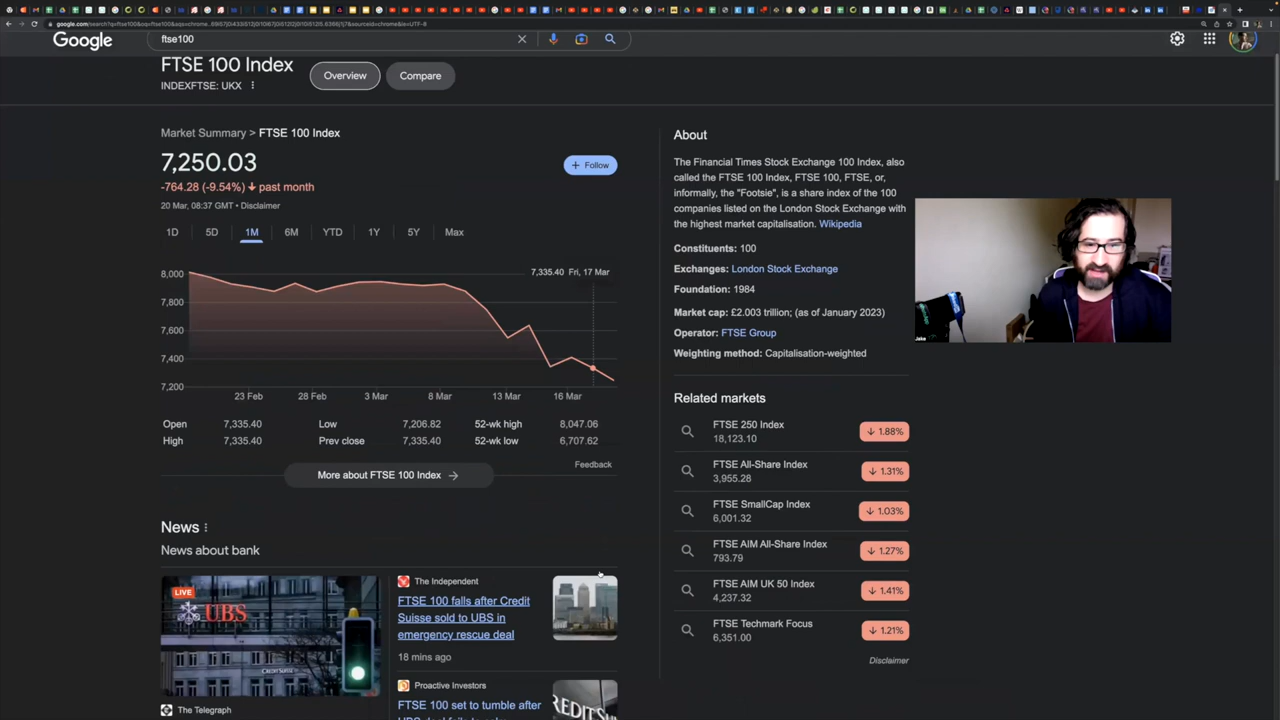 Google
ftse100
FTSE 100 Index
INDEXFTSE: UKX
Overview
Compare
Market Summary > FTSE 100 Index
7,250.03
-764.28 (-9.54%) ↓ past month
20 Mar, 08:37 GMT • Disclaimer
+ Follow
1D 5D 1M 6M YTD 1Y 5Y Max
7,335.40 Fri, 17 Mar
8,000
7,800
7,600
7,400
7,200
23 Feb 28 Feb 3 Mar 8 Mar 13 Mar 16 Mar
Open 7,335.40 Low 7,206.82 52-wk high 8,047.06
High 7,335.40 Prev close 7,335.40 52-wk low 6,707.62
Feedback
More about FTSE 100 Index →
News
News about bank
LIVE
UBS
CREDIT SUISSE
The Telegraph
The Independent
FTSE 100 falls after Credit
Suisse sold to UBS in
emergency rescue deal
18 mins ago
Proactive Investors
FTSE 100 set to tumble after
About
The Financial Times Stock Exchange 100 Index, also
called the FTSE 100 Index, FTSE 100, FTSE, or,
informally, the "Footsie", is a share index of the 100
companies listed on the London Stock Exchange with
the highest market capitalisation. Wikipedia
Constituents: 100
Exchanges: London Stock Exchange
Foundation: 1984
Market cap: £2.003 trillion; (as of January 2023)
Operator: FTSE Group
Weighting method: Capitalisation-weighted
Related markets
FTSE 250 Index
18,123.10
↓ 1.88%
FTSE All-Share Index
3,955.28
↓ 1.31%
FTSE SmallCap Index
6,001.32
↓ 1.03%
FTSE AIM All-Share Index
793.79
↓ 1.27%
FTSE AIM UK 50 Index
4,237.32
↓ 1.41%
FTSE Techmark Focus
6,351.00
↓ 1.21%
Disclaimer
Jake